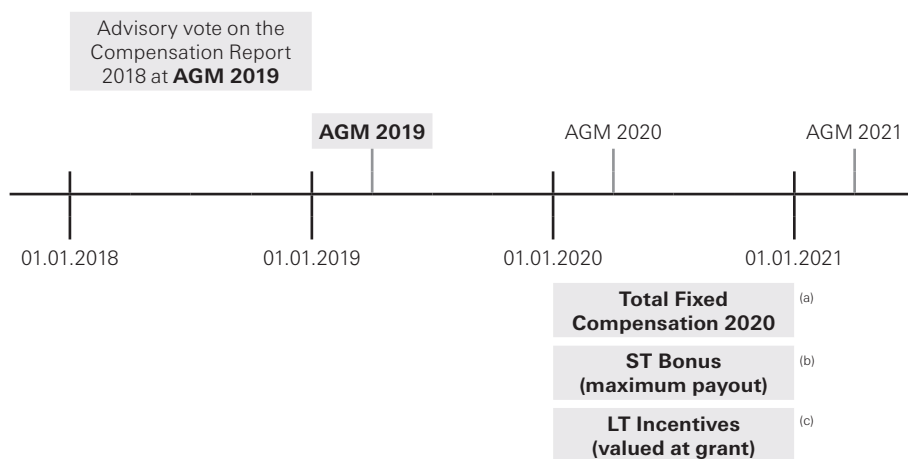 Advisory vote on the
Compensation Report
2018 at AGM 2019
AGM 2019
AGM 2020
AGM 2021
01.01.2018
01.01.2019
01.01.2020
01.01.2021
Total Fixed
Compensation 2020
(a)
ST Bonus
(maximum payout)
(b)
LT Incentives
(valued at grant)
(c)